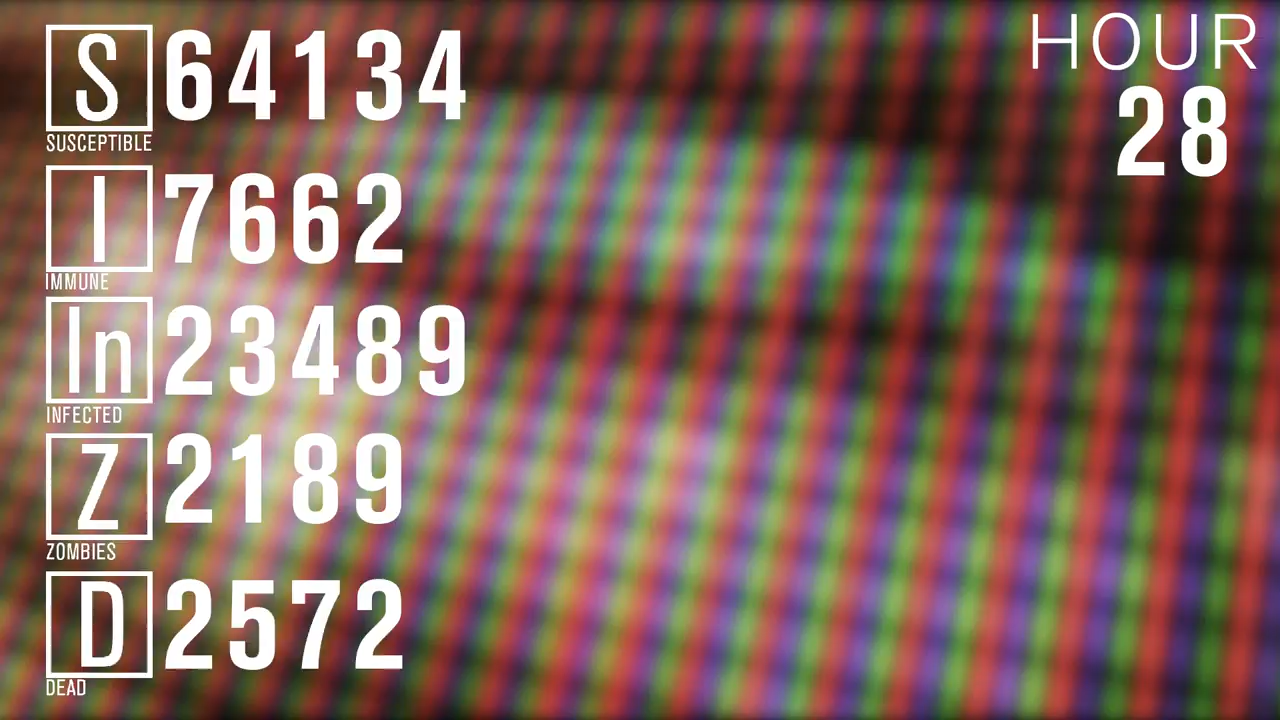 S 64134
SUSCEPTIBLE
I 7662
IMMUNE
In 23489
INFECTED
Z 2189
ZOMBIES
D 2572
DEAD
HOUR
28